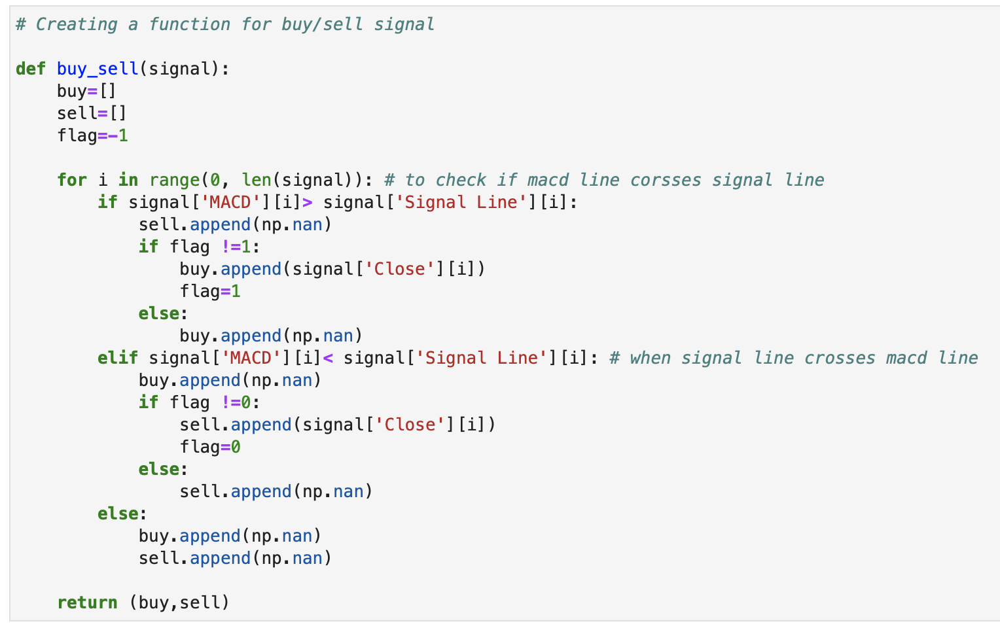 # Creating a function for buy/sell signal
def buy_sell(signal):
    buy=[]
    sell=[]
    flag=-1
    for i in range(0, len(signal)): # to check if macd line corsses signal line
        if signal['MACD'][i]> signal['Signal Line'][i]:
            sell.append(np.nan)
            if flag !=1:
                buy.append(signal['Close'][i])
                flag=1
            else:
                buy.append(np.nan)
        elif signal['MACD'][i]< signal['Signal Line'][i]: # when signal line crosses macd line
            buy.append(np.nan)
            if flag !=0:
                sell.append(signal['Close'][i])
                flag=0
            else:
                sell.append(np.nan)
        else:
            buy.append(np.nan)
            sell.append(np.nan)
    return (buy,sell)